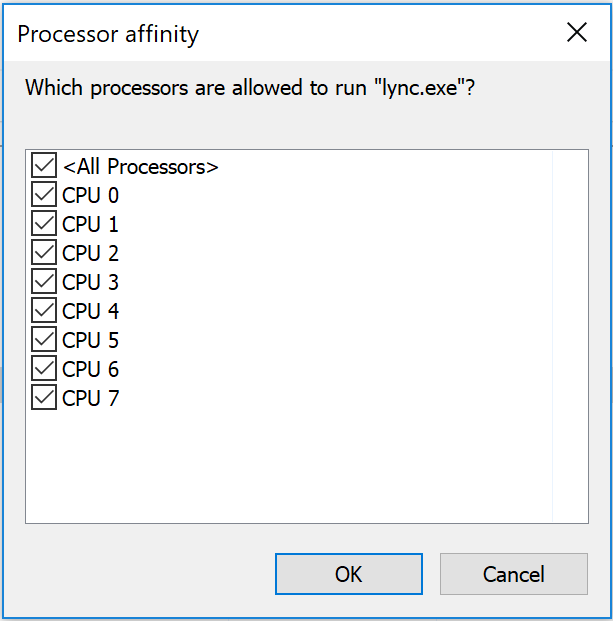 Processor affinity
Which processors are allowed to run "lync.exe"?
<All Processors>
CPU 0
CPU 1
CPU 2
CPU 3
CPU 4
CPU 5
CPU 6
CPU 7
OK Cancel